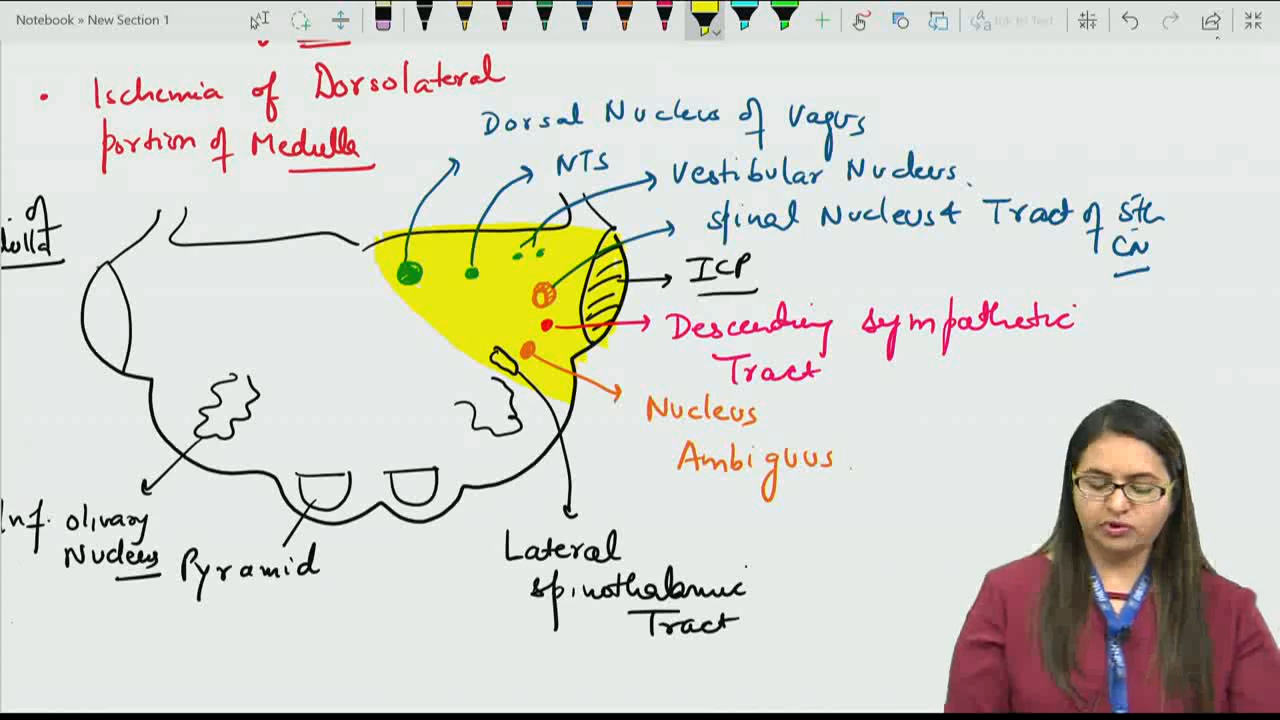 Notebook » New Section 1
• Ischemia of Dorsolateral
portion of Medulla
Dorsal Nucleus of Vagus
NTS
Vestibular Nucleus.
Spinal Nucleus & Tract of 5th
CN
of
ICP
Descending sympathetic
Tract
Nucleus
Ambiguus.
Inf. olivary
Nucleus
Pyramid
Lateral
spinothalamic
Tract